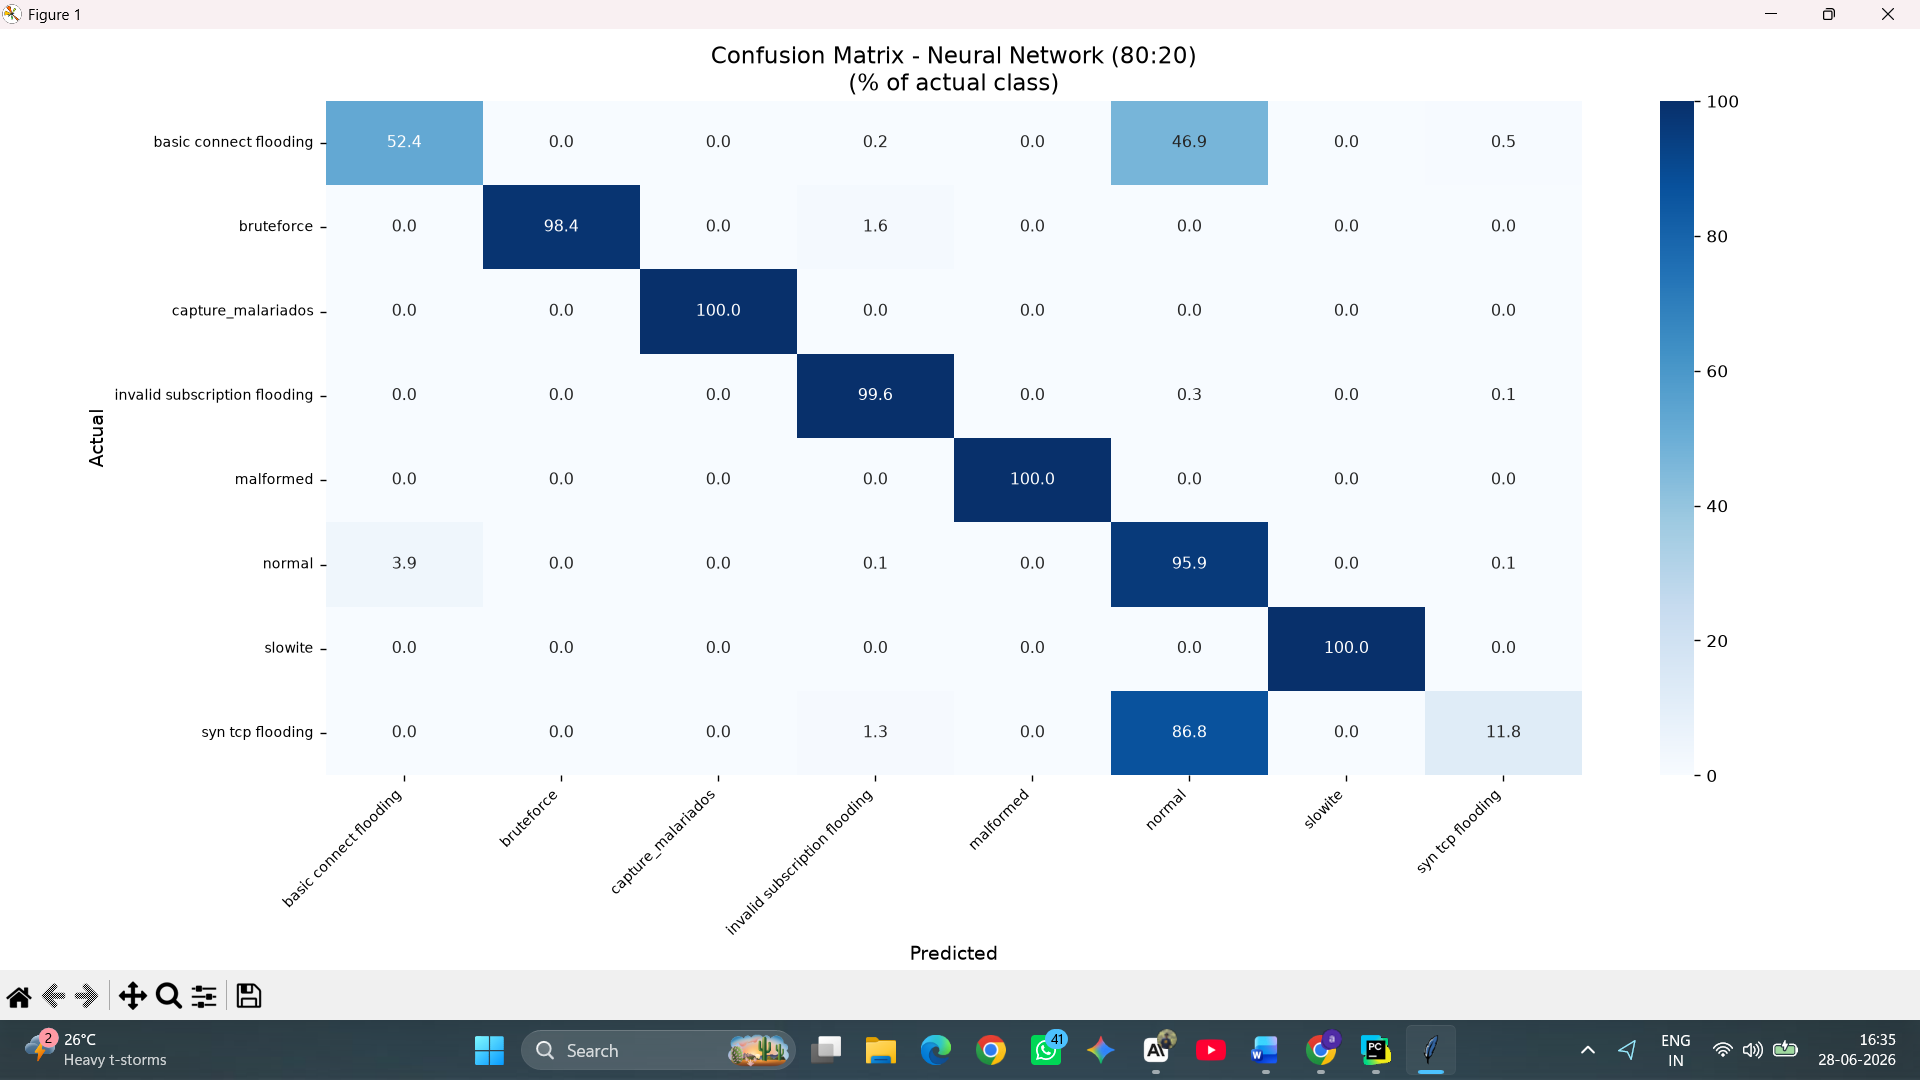 Figure 1
Confusion Matrix - Neural Network (80:20)
(% of actual class)
basic connect flooding 52.4 0.0 0.0 0.2 0.0 46.9 0.0 0.5
bruteforce 0.0 98.4 0.0 1.6 0.0 0.0 0.0 0.0
capture_malariados 0.0 0.0 100.0 0.0 0.0 0.0 0.0 0.0
invalid subscription flooding 0.0 0.0 0.0 99.6 0.0 0.3 0.0 0.1
malformed 0.0 0.0 0.0 0.0 100.0 0.0 0.0 0.0
normal 3.9 0.0 0.0 0.1 0.0 95.9 0.0 0.1
slowite 0.0 0.0 0.0 0.0 0.0 0.0 100.0 0.0
syn tcp flooding 0.0 0.0 0.0 1.3 0.0 86.8 0.0 11.8
Actual
basic connect flooding
bruteforce
capture_malariados
invalid subscription flooding
malformed
normal
slowite
syn tcp flooding
Predicted
100
80
60
40
20
0
2
26°C
Heavy t-storms
Search
41
AI
W
a
PC
ENG
IN
16:35
28-06-2026